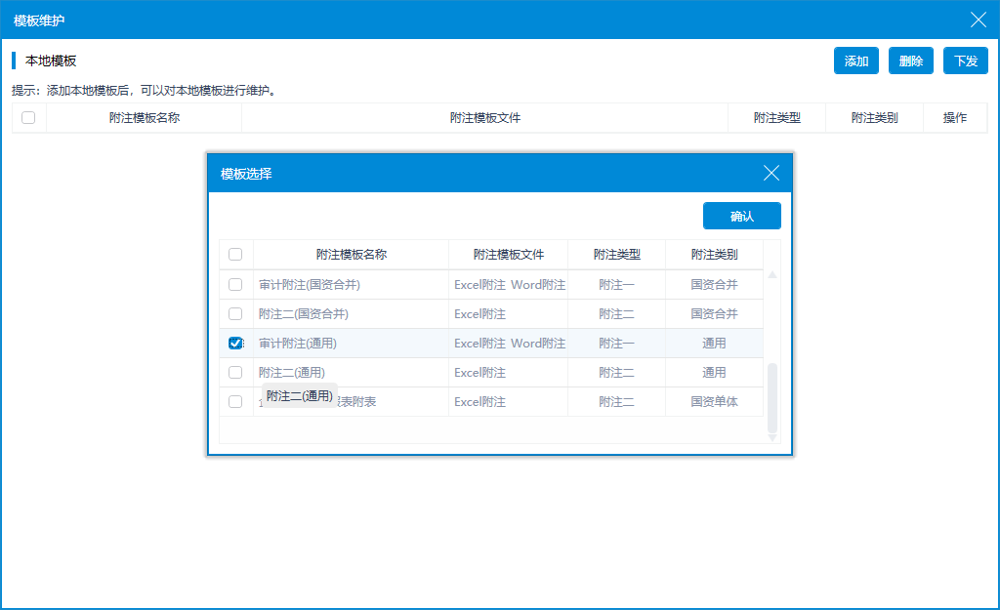 模板维护
本地模板 添加 删除 下发
提示：添加本地模板后，可以对本地模板进行维护。
附注模板名称 附注模板文件 附注类型 附注类别 操作
模板选择
确认
附注模板名称 附注模板文件 附注类型 附注类别
审计附注(国资合并) Excel附注 Word附注 附注一 国资合并
附注二(国资合并) Excel附注 附注二 国资合并
审计附注(通用) Excel附注 Word附注 附注一 通用
附注二(通用) Excel附注 附注二 通用
附注二(通用)
表附表 Excel附注 附注二 国资单体